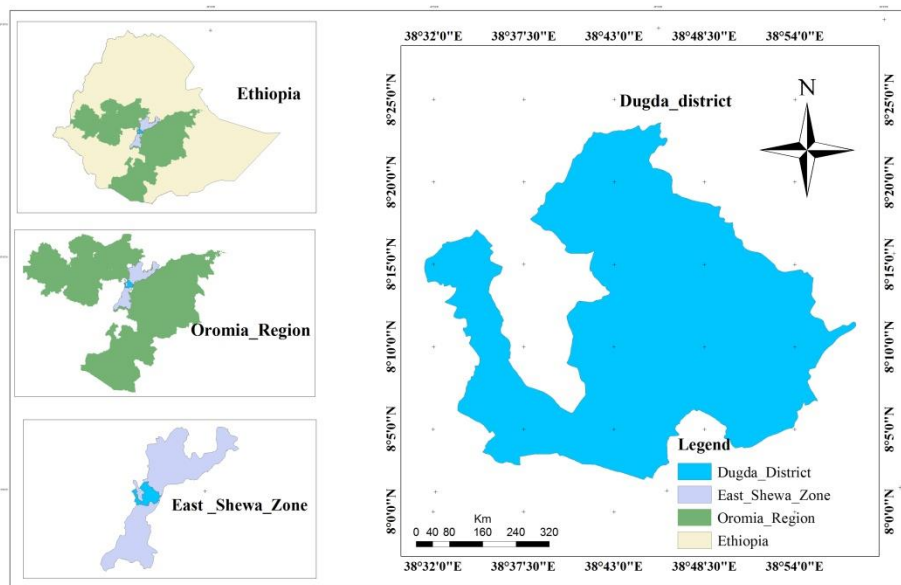 Ethiopia
Oromia_Region
East _Shewa_Zone
38°32'0"E 38°37'30"E 38°43'0"E 38°48'30"E 38°54'0"E
Dugda_district
N
8°25'0"N
8°20'0"N
8°15'0"N
8°10'0"N
8°5'0"N
8°0'0"N
8°25'0"N
8°20'0"N
8°15'0"N
8°10'0"N
8°5'0"N
8°0'0"N
Legend
Dugda_District
East_Shewa_Zone
Oromia_Region
Ethiopia
Km
0 40 80 160 240 320
38°32'0"E 38°37'30"E 38°43'0"E 38°48'30"E 38°54'0"E